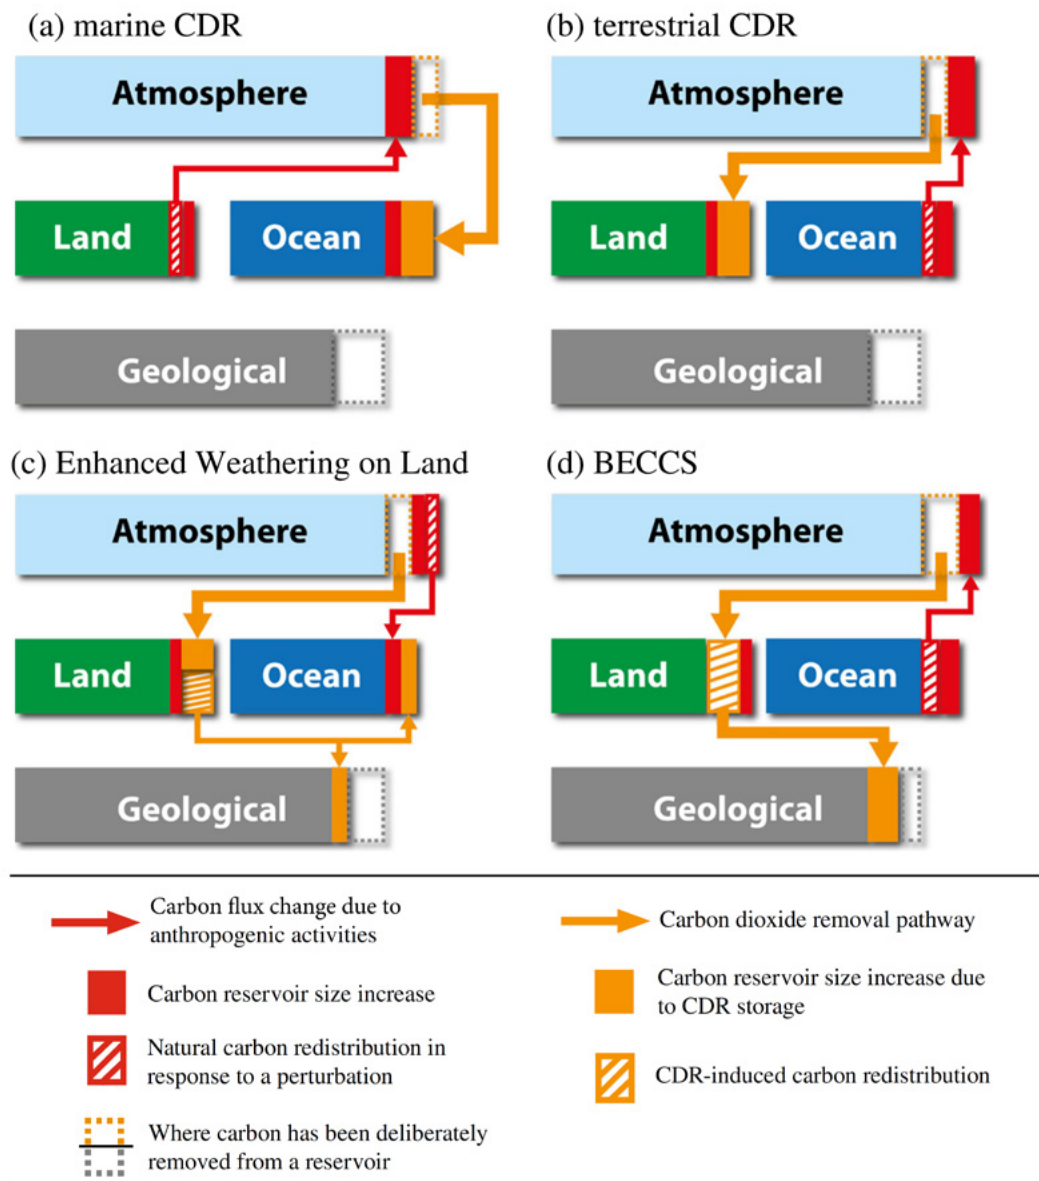 (a) marine CDR
(b) terrestrial CDR
Atmosphere
Atmosphere
Land
Ocean
Land
Ocean
Geological
Geological
(c) Enhanced Weathering on Land
(d) BECCS
Atmosphere
Atmosphere
Land
Ocean
Land
Ocean
Geological
Geological
Carbon flux change due to
anthropogenic activities
Carbon dioxide removal pathway
Carbon reservoir size increase
Carbon reservoir size increase due
to CDR storage
Natural carbon redistribution in
response to a perturbation
CDR-induced carbon redistribution
Where carbon has been deliberately
removed from a reservoir